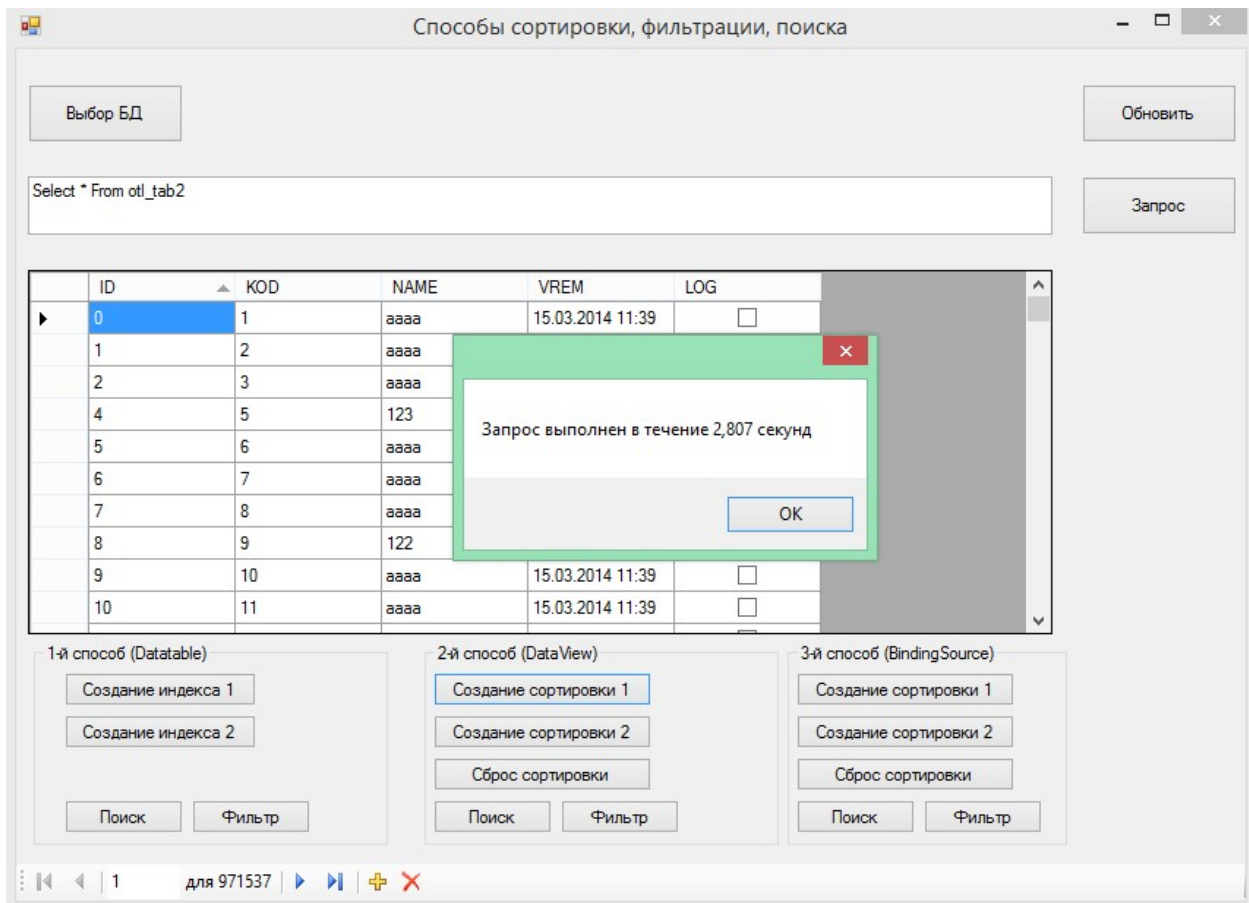 Способы сортировки, фильтрации, поиска
Выбор БД
Обновить
Select * From otl_tab2
Запрос
ID KOD NAME VREM LOG
0 1 aaaa 15.03.2014 11:39
1 2 aaaa
2 3 aaaa
4 5 123
5 6 aaaa
6 7 aaaa
7 8 aaaa
8 9 122
9 10 aaaa 15.03.2014 11:39
10 11 aaaa 15.03.2014 11:39
Запрос выполнен в течение 2,807 секунд
OK
1-й способ (Datatable)
Создание индекса 1
Создание индекса 2
Поиск Фильтр
2-й способ (DataView)
Создание сортировки 1
Создание сортировки 2
Сброс сортировки
Поиск Фильтр
3-й способ (BindingSource)
Создание сортировки 1
Создание сортировки 2
Сброс сортировки
Поиск Фильтр
1 для 971537